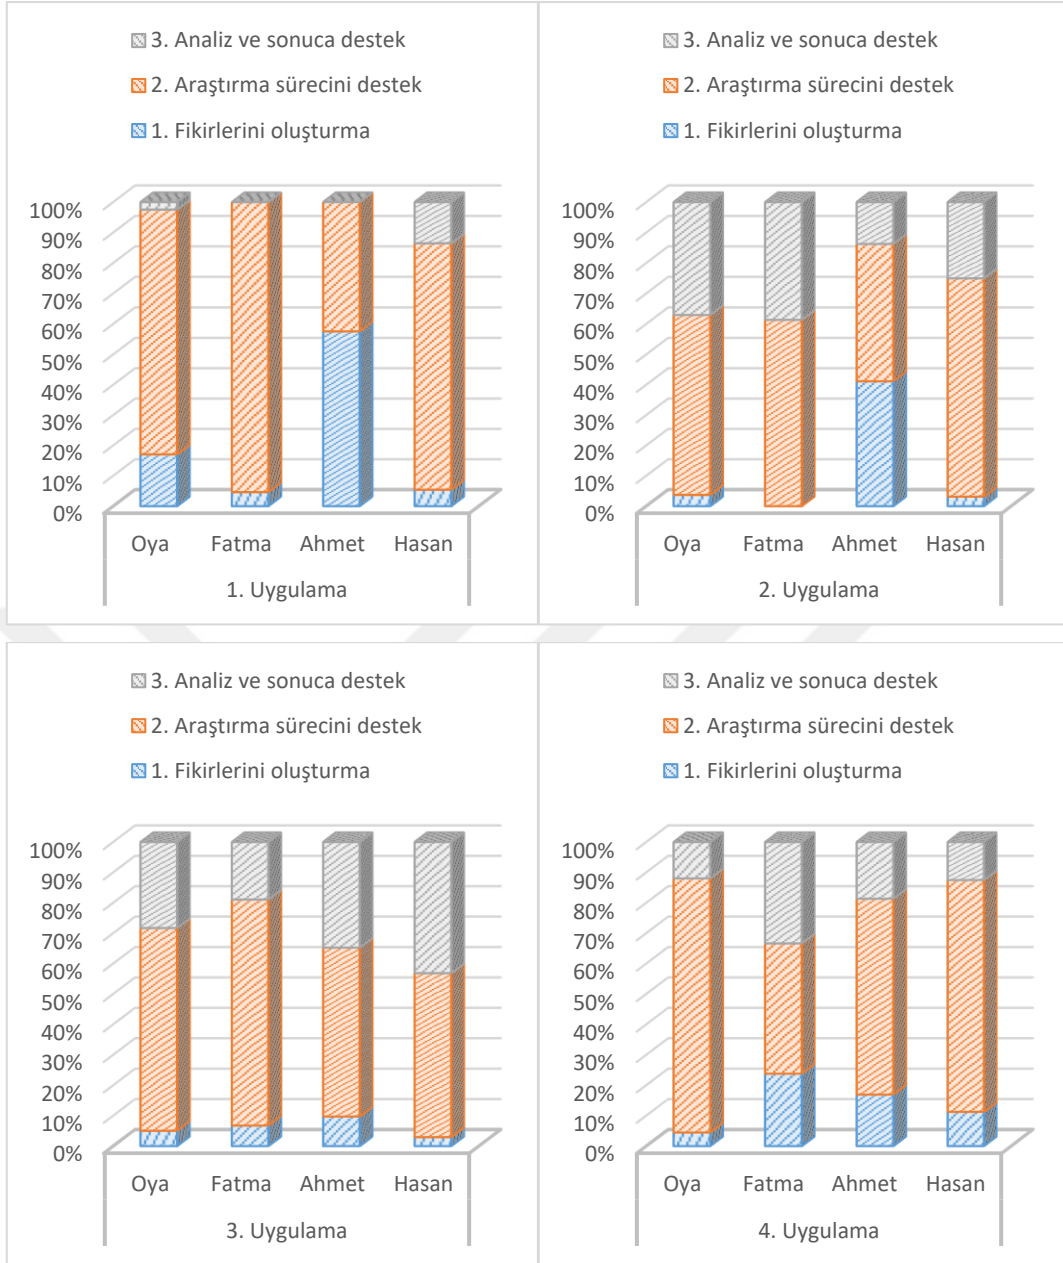 3. Analiz ve sonuca destek
2. Araştırma sürecini destek
1. Fikirlerini oluşturma
100%
90%
80%
70%
60%
50%
40%
30%
20%
10%
0%
Oya Fatma Ahmet Hasan
1. Uygulama
3. Analiz ve sonuca destek
2. Araştırma sürecini destek
1. Fikirlerini oluşturma
100%
90%
80%
70%
60%
50%
40%
30%
20%
10%
0%
Oya Fatma Ahmet Hasan
2. Uygulama
3. Analiz ve sonuca destek
2. Araştırma sürecini destek
1. Fikirlerini oluşturma
100%
90%
80%
70%
60%
50%
40%
30%
20%
10%
0%
Oya Fatma Ahmet Hasan
3. Uygulama
3. Analiz ve sonuca destek
2. Araştırma sürecini destek
1. Fikirlerini oluşturma
100%
90%
80%
70%
60%
50%
40%
30%
20%
10%
0%
Oya Fatma Ahmet Hasan
4. Uygulama